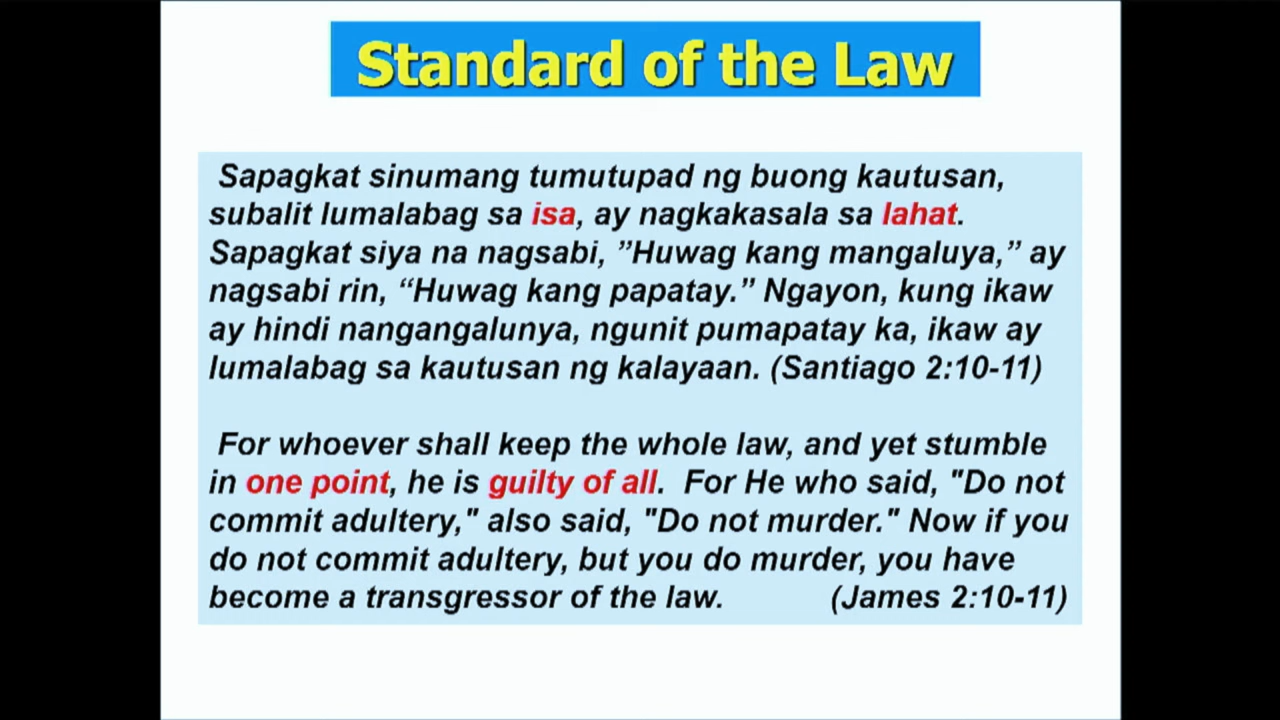 Standard of the Law
Sapagkat sinumang tumutupad ng buong kautusan,
subalit lumalabag sa isa, ay nagkakasala sa lahat.
Sapagkat siya na nagsabi, ”Huwag kang mangaluya,” ay
nagsabi rin, “Huwag kang papatay.” Ngayon, kung ikaw
ay hindi nangangalunya, ngunit pumapatay ka, ikaw ay
lumalabag sa kautusan ng kalayaan. (Santiago 2:10-11)
For whoever shall keep the whole law, and yet stumble
in one point, he is guilty of all. For He who said, "Do not
commit adultery," also said, "Do not murder." Now if you
do not commit adultery, but you do murder, you have
become a transgressor of the law. (James 2:10-11)